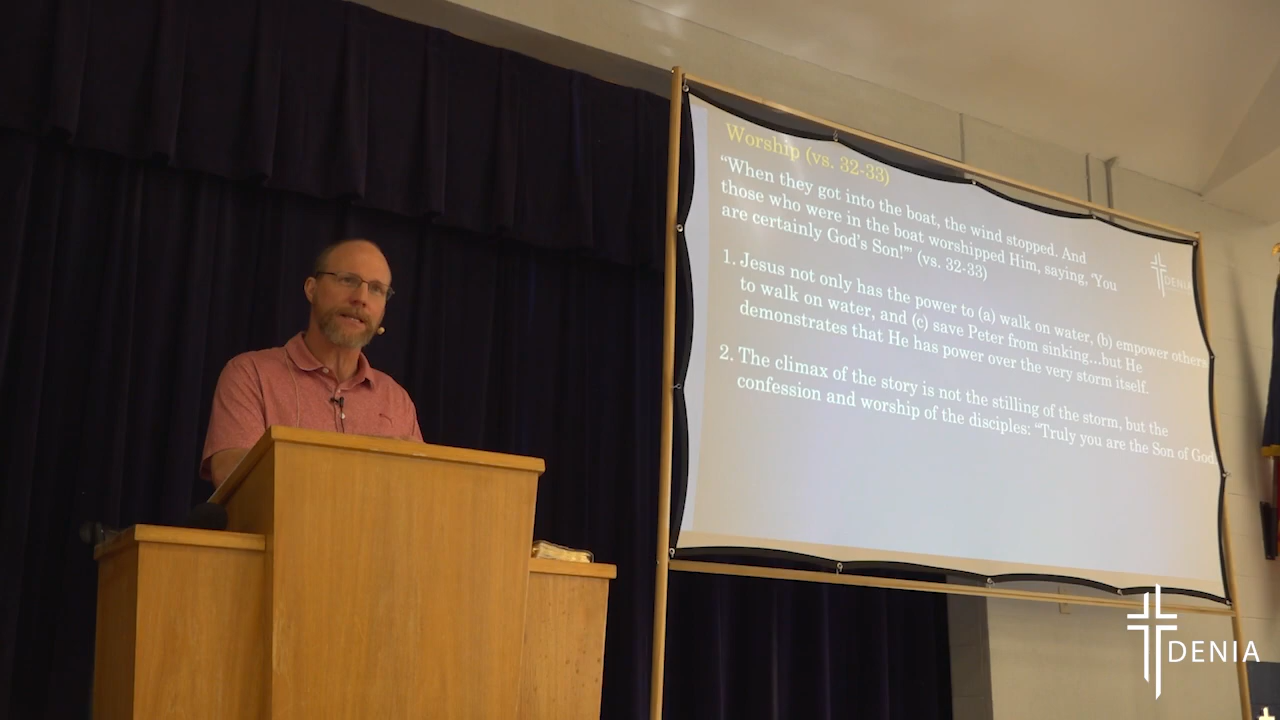 Worship (vs. 32-33)
“When they got into the boat, the wind stopped. And
those who were in the boat worshipped Him, saying, ‘You
are certainly God’s Son!’” (vs. 32-33)
1. Jesus not only has the power to (a) walk on water, (b) empower others
to walk on water, and (c) save Peter from sinking...but He
demonstrates that He has power over the very storm itself.
2. The climax of the story is not the stilling of the storm, but the
confession and worship of the disciples: “Truly you are the Son of God
DENIA
DENIA